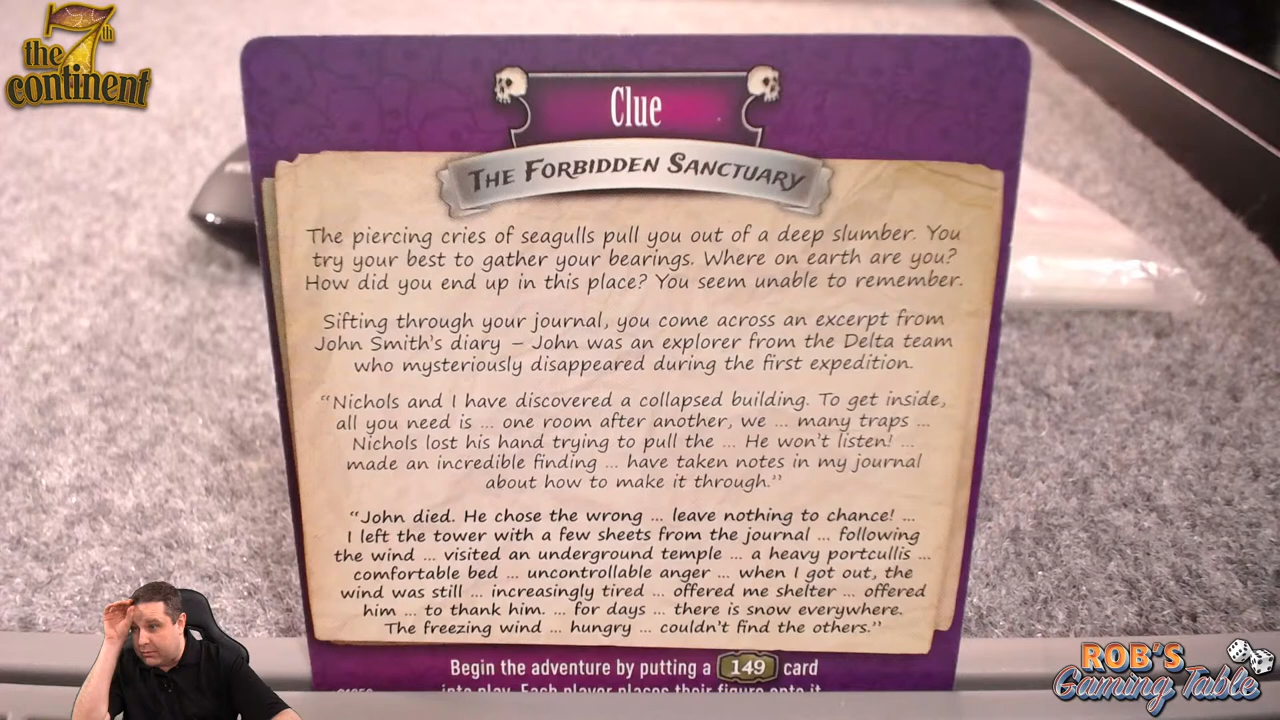 the 7th continent
Clue
THE FORBIDDEN SANCTUARY
The piercing cries of seagulls pull you out of a deep slumber. You
try your best to gather your bearings. Where on earth are you?
How did you end up in this place? You seem unable to remember.
Sifting through your journal, you come across an excerpt from
John Smith's diary – John was an explorer from the Delta team
who mysteriously disappeared during the first expedition.
“Nichols and I have discovered a collapsed building. To get inside,
all you need is ... one room after another, we ... many traps ...
Nichols lost his hand trying to pull the ... He won't listen! ...
made an incredible finding ... have taken notes in my journal
about how to make it through.”
“John died. He chose the wrong ... leave nothing to chance! ...
I left the tower with a few sheets from the journal ... following
the wind ... visited an underground temple ... a heavy portcullis ...
comfortable bed ... uncontrollable anger ... when I got out, the
wind was still ... increasingly tired ... offered me shelter ... offered
him ... to thank him. ... for days ... there is snow everywhere.
The freezing wind ... hungry ... couldn't find the others.”
Begin the adventure by putting a 149 card
into play. Each player places their figure onto it
ROB'S
Gaming Table